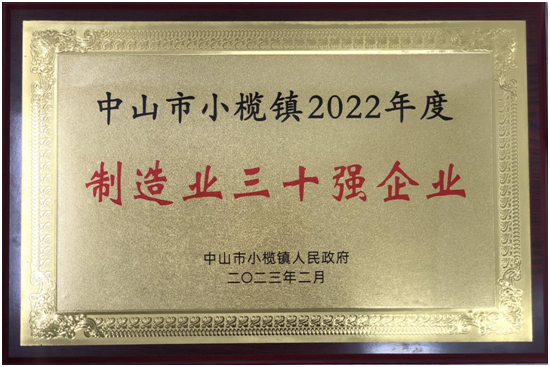 中山市小榄镇2022年度
制造业三十强企业
中山市小榄镇人民政府
二〇二三年二月